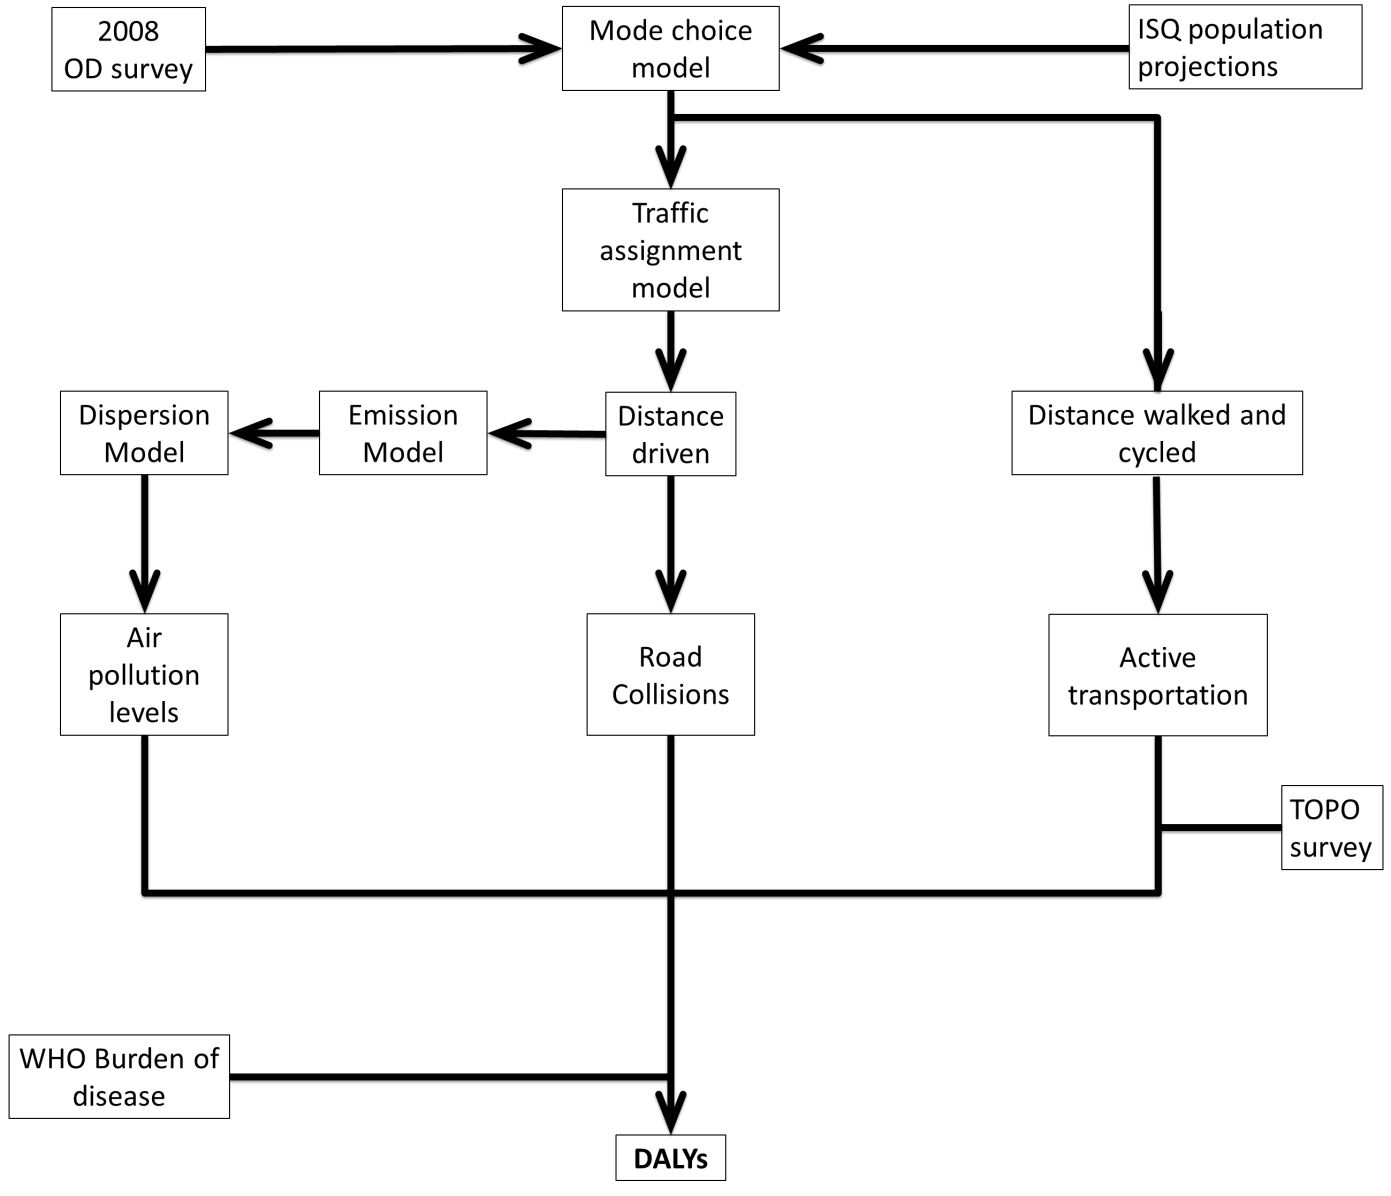 2008
OD survey
Mode choice
model
ISQ population
projections
Traffic
assignment
model
Dispersion
Model
Emission
Model
Distance
driven
Distance walked and
cycled
Air
pollution
levels
Road
Collisions
Active
transportation
TOPO
survey
WHO Burden of
disease
DALYs